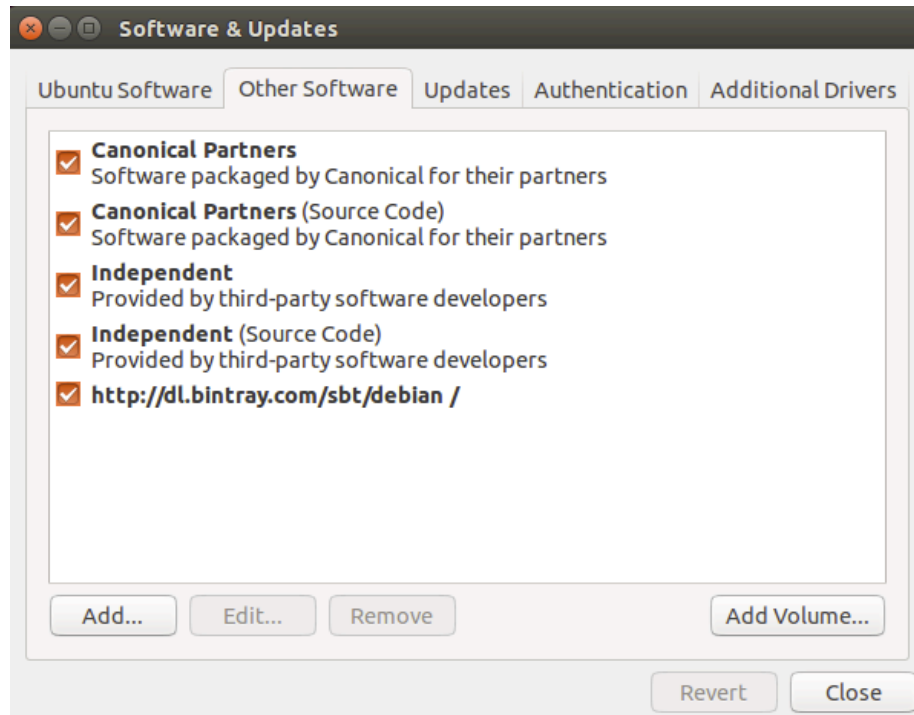 Software & Updates
Ubuntu Software Other Software Updates Authentication Additional Drivers
Canonical Partners
Software packaged by Canonical for their partners
Canonical Partners (Source Code)
Software packaged by Canonical for their partners
Independent
Provided by third-party software developers
Independent (Source Code)
Provided by third-party software developers
http://dl.bintray.com/sbt/debian /
Add... Edit... Remove Add Volume...
Revert Close